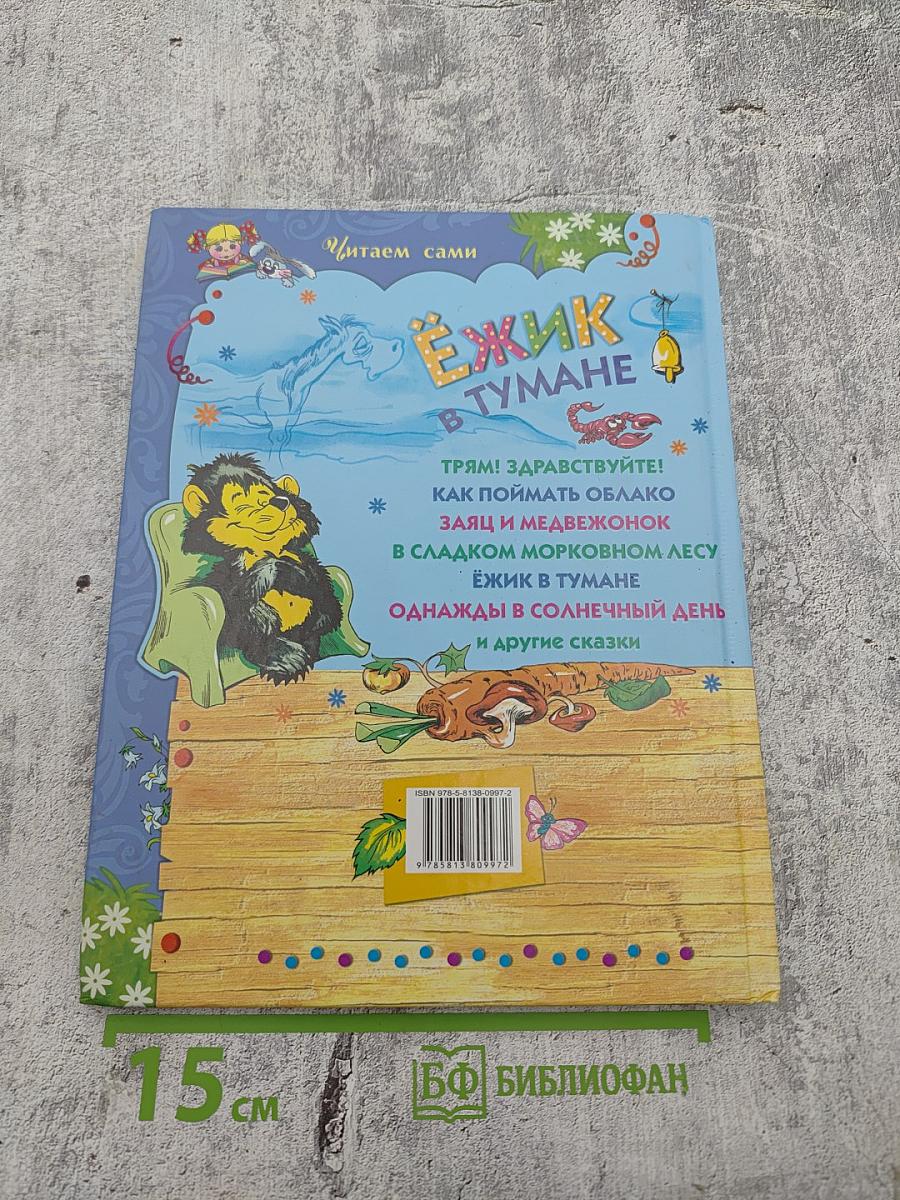 Читаем сами
ЁЖИК
В ТУМАНЕ
ТРЯМ! ЗДРАВСТВУЙТЕ!
КАК ПОЙМАТЬ ОБЛАКО
ЗАЯЦ И МЕДВЕЖОНОК
В СЛАДКОМ МОРКОВНОМ ЛЕСУ
ЁЖИК В ТУМАНЕ
ОДНАЖДЫ В СОЛНЕЧНЫЙ ДЕНЬ
и другие сказки
ISBN 978-5-8138-0997-2
9 785813 809972
15 см
БФ БИБЛИОФАН